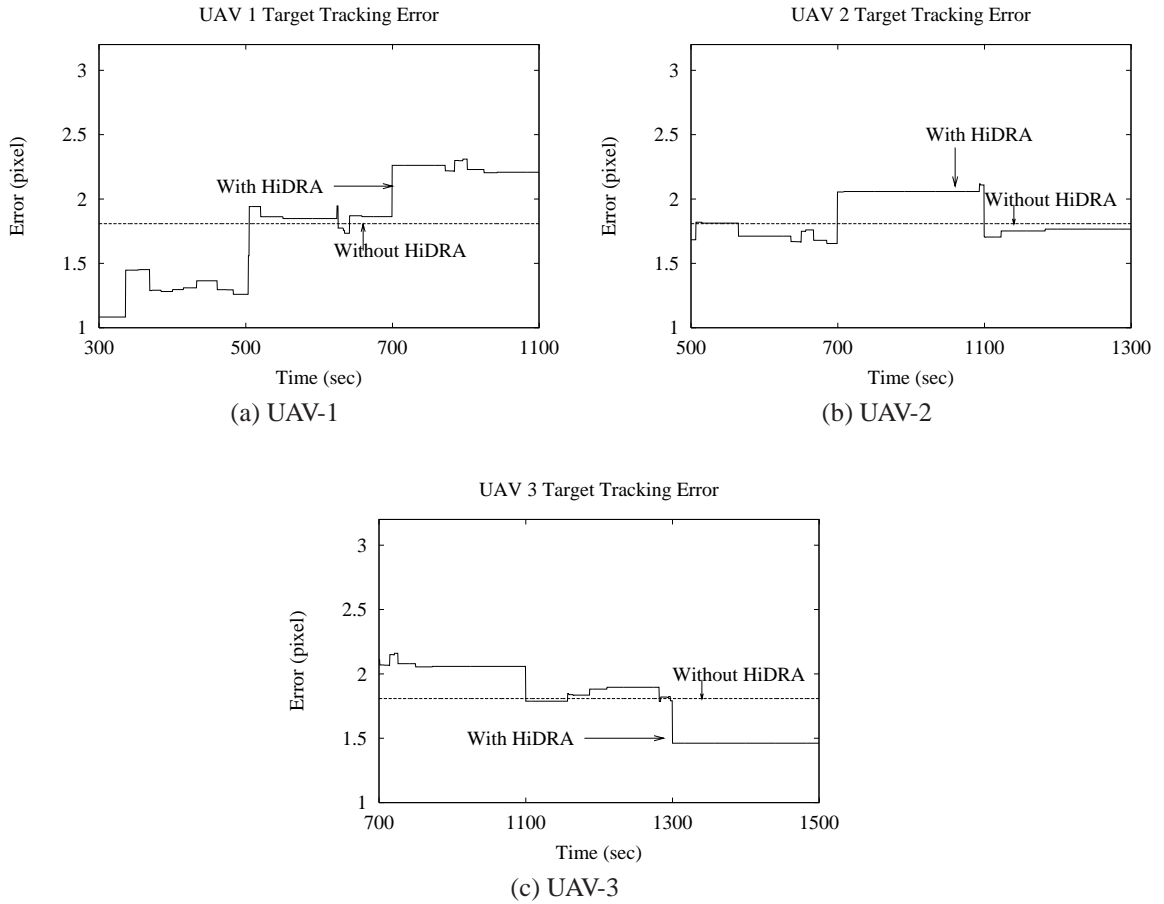 UAV 1 Target Tracking Error
3
2.5
2
1.5
1
Error (pixel)
With HiDRA
Without HiDRA
300 500 700 1100
Time (sec)
(a) UAV-1
UAV 2 Target Tracking Error
3
2.5
2
1.5
1
Error (pixel)
With HiDRA
Without HiDRA
500 700 1100 1300
Time (sec)
(b) UAV-2
UAV 3 Target Tracking Error
3
2.5
2
1.5
1
Error (pixel)
Without HiDRA
With HiDRA
700 1100 1300 1500
Time (sec)
(c) UAV-3